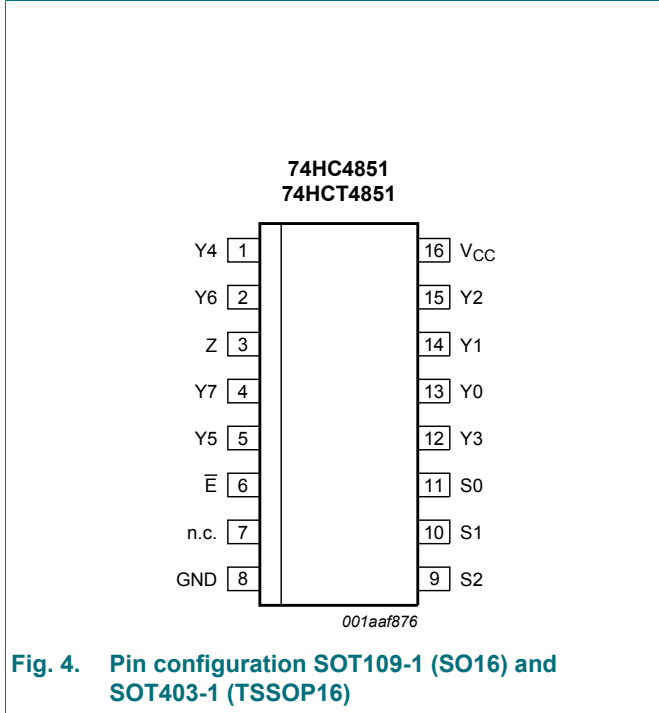 74HC4851
74HCT4851
Y4 1 16 VCC
Y6 2 15 Y2
Z 3 14 Y1
Y7 4 13 Y0
Y5 5 12 Y3
E̅ 6 11 S0
n.c. 7 10 S1
GND 8 9 S2
001aaf876
Fig. 4. Pin configuration SOT109-1 (SO16) and
SOT403-1 (TSSOP16)